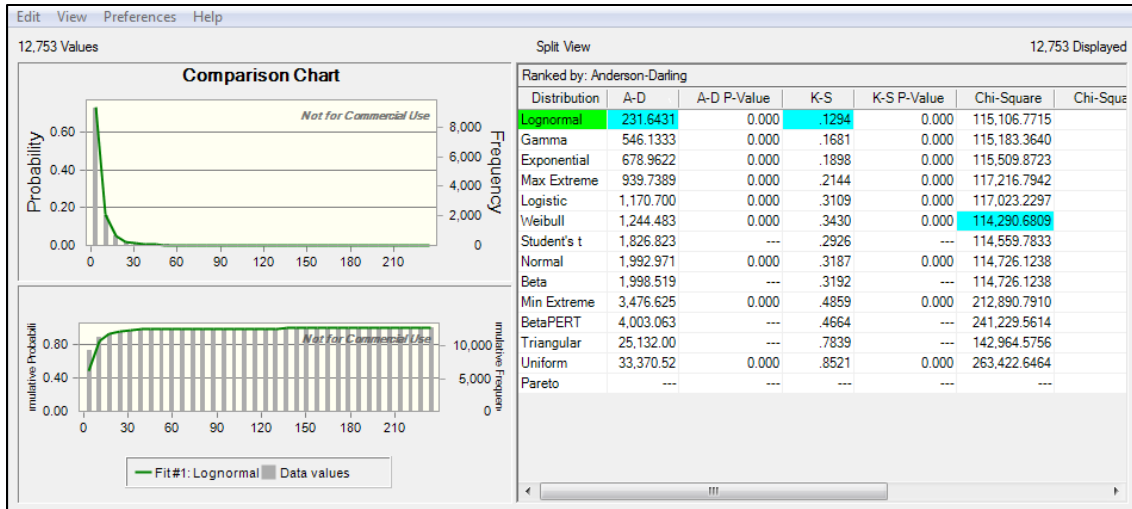 Edit View Preferences Help
12,753 Values
Split View
12,753 Displayed
Comparison Chart
Not for Commercial Use
Probability
0.60
0.40
0.20
0.00
8,000
6,000
4,000
2,000
0
Frequency
0 30 60 90 120 150 180 210
Not for Commercial Use
umulative Probabili
0.80
0.40
0.00
10,000
5,000
0
umulative Frequen
0 30 60 90 120 150 180 210
Fit#1: Lognormal Data values
Ranked by: Anderson-Darling
Distribution A-D A-D P-Value K-S K-S P-Value Chi-Square Chi-Squa
Lognormal 231.6431 0.000 .1294 0.000 115,106.7715
Gamma 546.1333 0.000 .1681 0.000 115,183.3640
Exponential 678.9622 0.000 .1898 0.000 115,509.8723
Max Extreme 939.7389 0.000 .2144 0.000 117,216.7942
Logistic 1,170.700 0.000 .3109 0.000 117,023.2297
Weibull 1,244.483 0.000 .3430 0.000 114,290.6809
Student's t 1,826.823 --- .2926 --- 114,559.7833
Normal 1,992.971 0.000 .3187 0.000 114,726.1238
Beta 1,998.519 --- .3192 --- 114,726.1238
Min Extreme 3,476.625 0.000 .4859 0.000 212,890.7910
BetaPERT 4,003.063 --- .4664 --- 241,229.5614
Triangular 25,132.00 --- .7839 --- 142,964.5756
Uniform 33,370.52 0.000 .8521 0.000 263,422.6464
Pareto --- --- --- --- ---